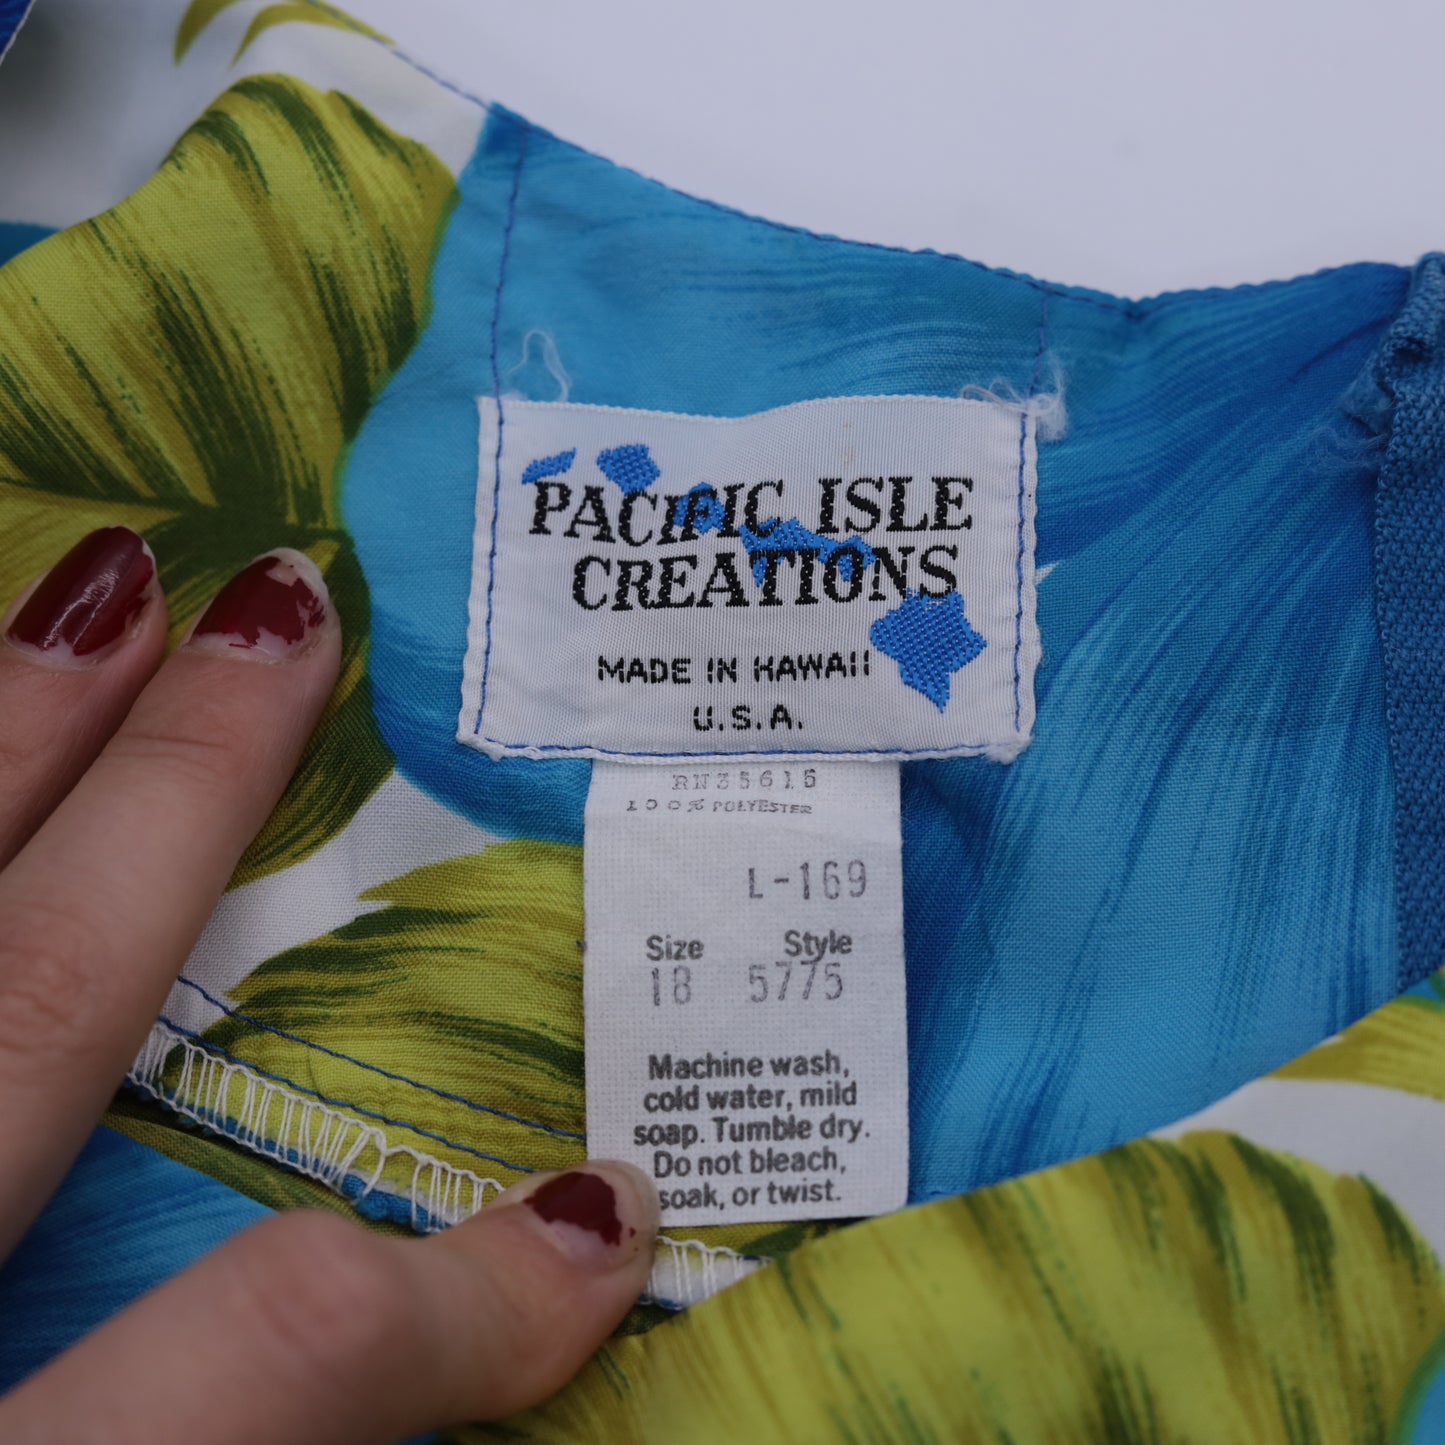 PACIFIC ISLE
CREATIONS
MADE IN HAWAII
U.S.A.
RN35615
100% POLYESTER
L-169
Size Style
18 5775
Machine wash,
cold water, mild
soap. Tumble dry.
Do not bleach,
soak, or twist.